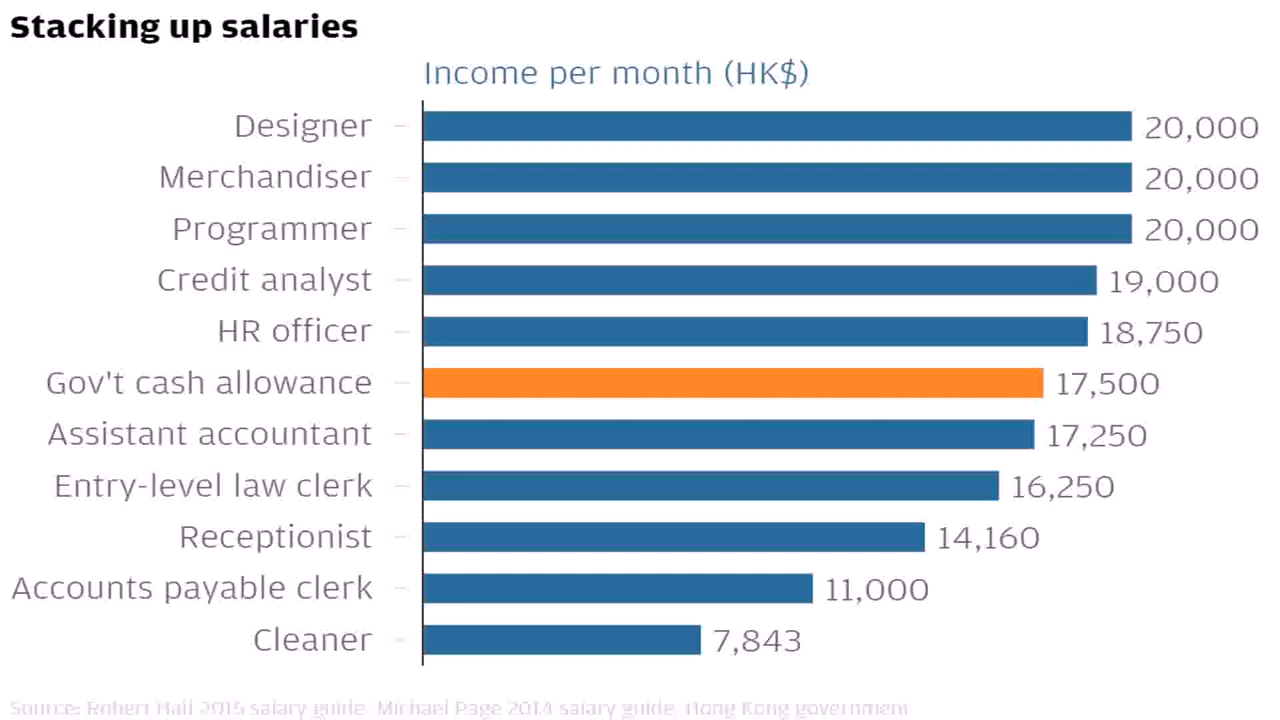 Stacking up salaries
Income per month (HK$)
Designer 20,000
Merchandiser 20,000
Programmer 20,000
Credit analyst 19,000
HR officer 18,750
Gov't cash allowance 17,500
Assistant accountant 17,250
Entry-level law clerk 16,250
Receptionist 14,160
Accounts payable clerk 11,000
Cleaner 7,843
Source: Robert Hall 2015 salary guide, Michael Page 2014 salary guide, Hong Kong government